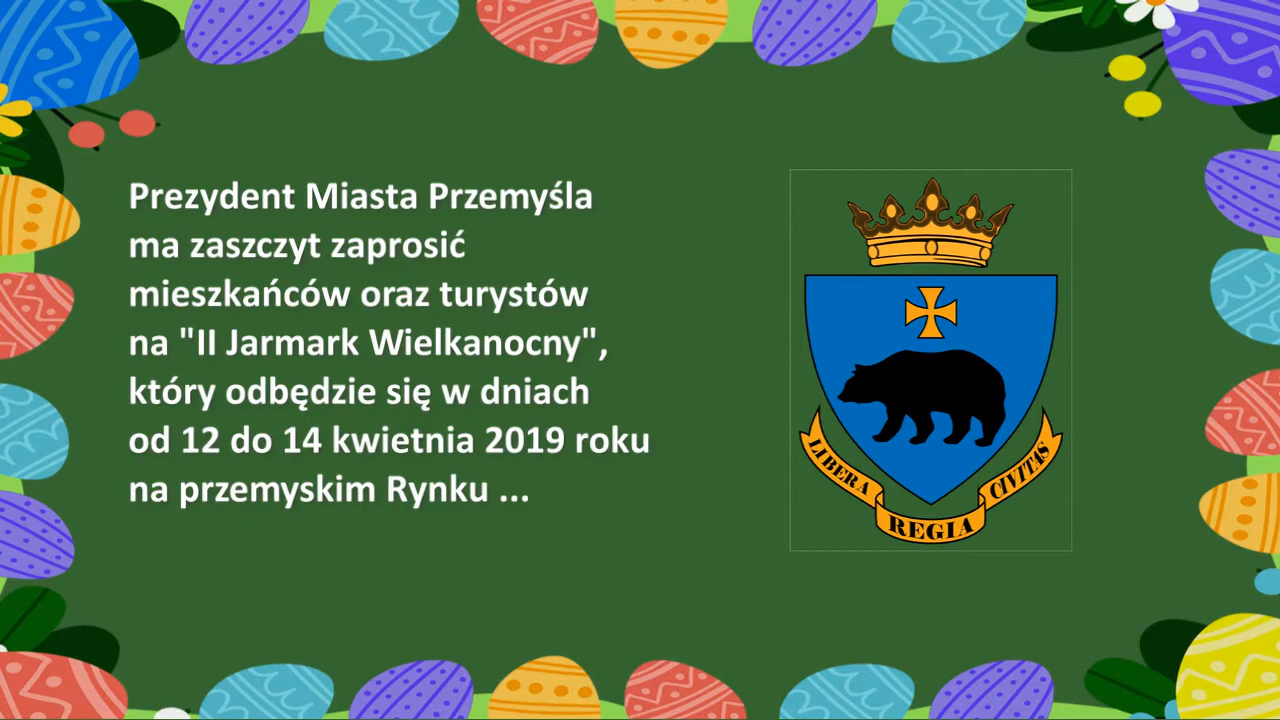 Prezydent Miasta Przemyśla
ma zaszczyt zaprosić
mieszkańców oraz turystów
na "II Jarmark Wielkanocny",
który odbędzie się w dniach
od 12 do 14 kwietnia 2019 roku
na przemyskim Rynku ...
LIBERA
REGIA
CIVITAS